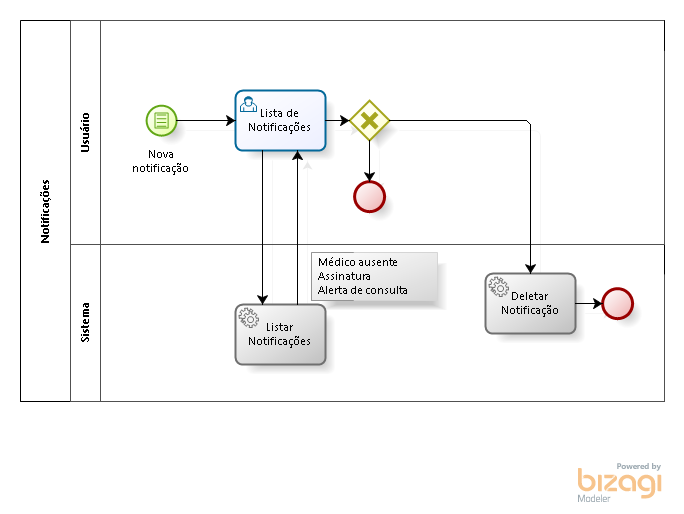 Notificações
Usuário
Nova
notificação
Lista de
Notificações
Sistema
Médico ausente
Assinatura
Alerta de consulta
Listar
Notificações
Deletar
Notificação
Powered by
bizagi
Modeler